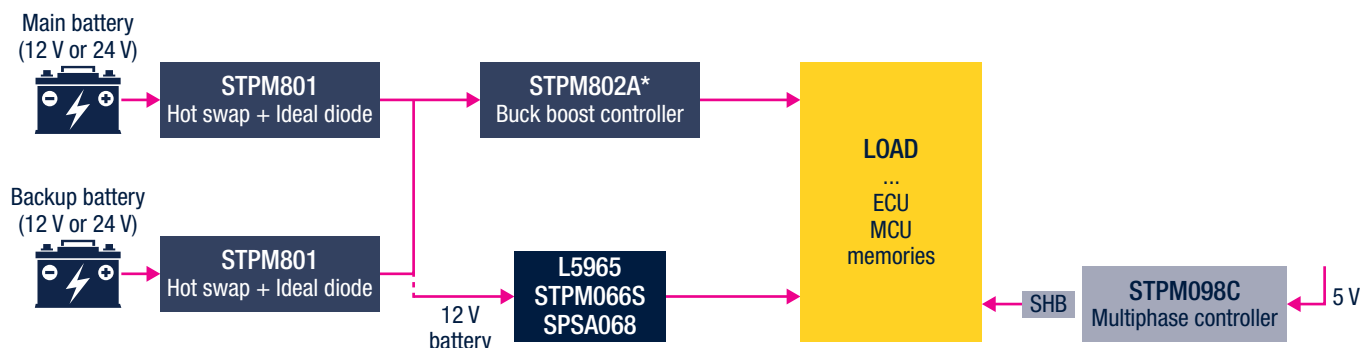 Main battery
(12 V or 24 V)
STPM801
Hot swap + Ideal diode
STPM802A*
Buck boost controller
LOAD
...
ECU
MCU
memories
Backup battery
(12 V or 24 V)
STPM801
Hot swap + Ideal diode
12 V
battery
L5965
STPM066S
SPSA068
SHB
STPM098C
Multiphase controller
5 V